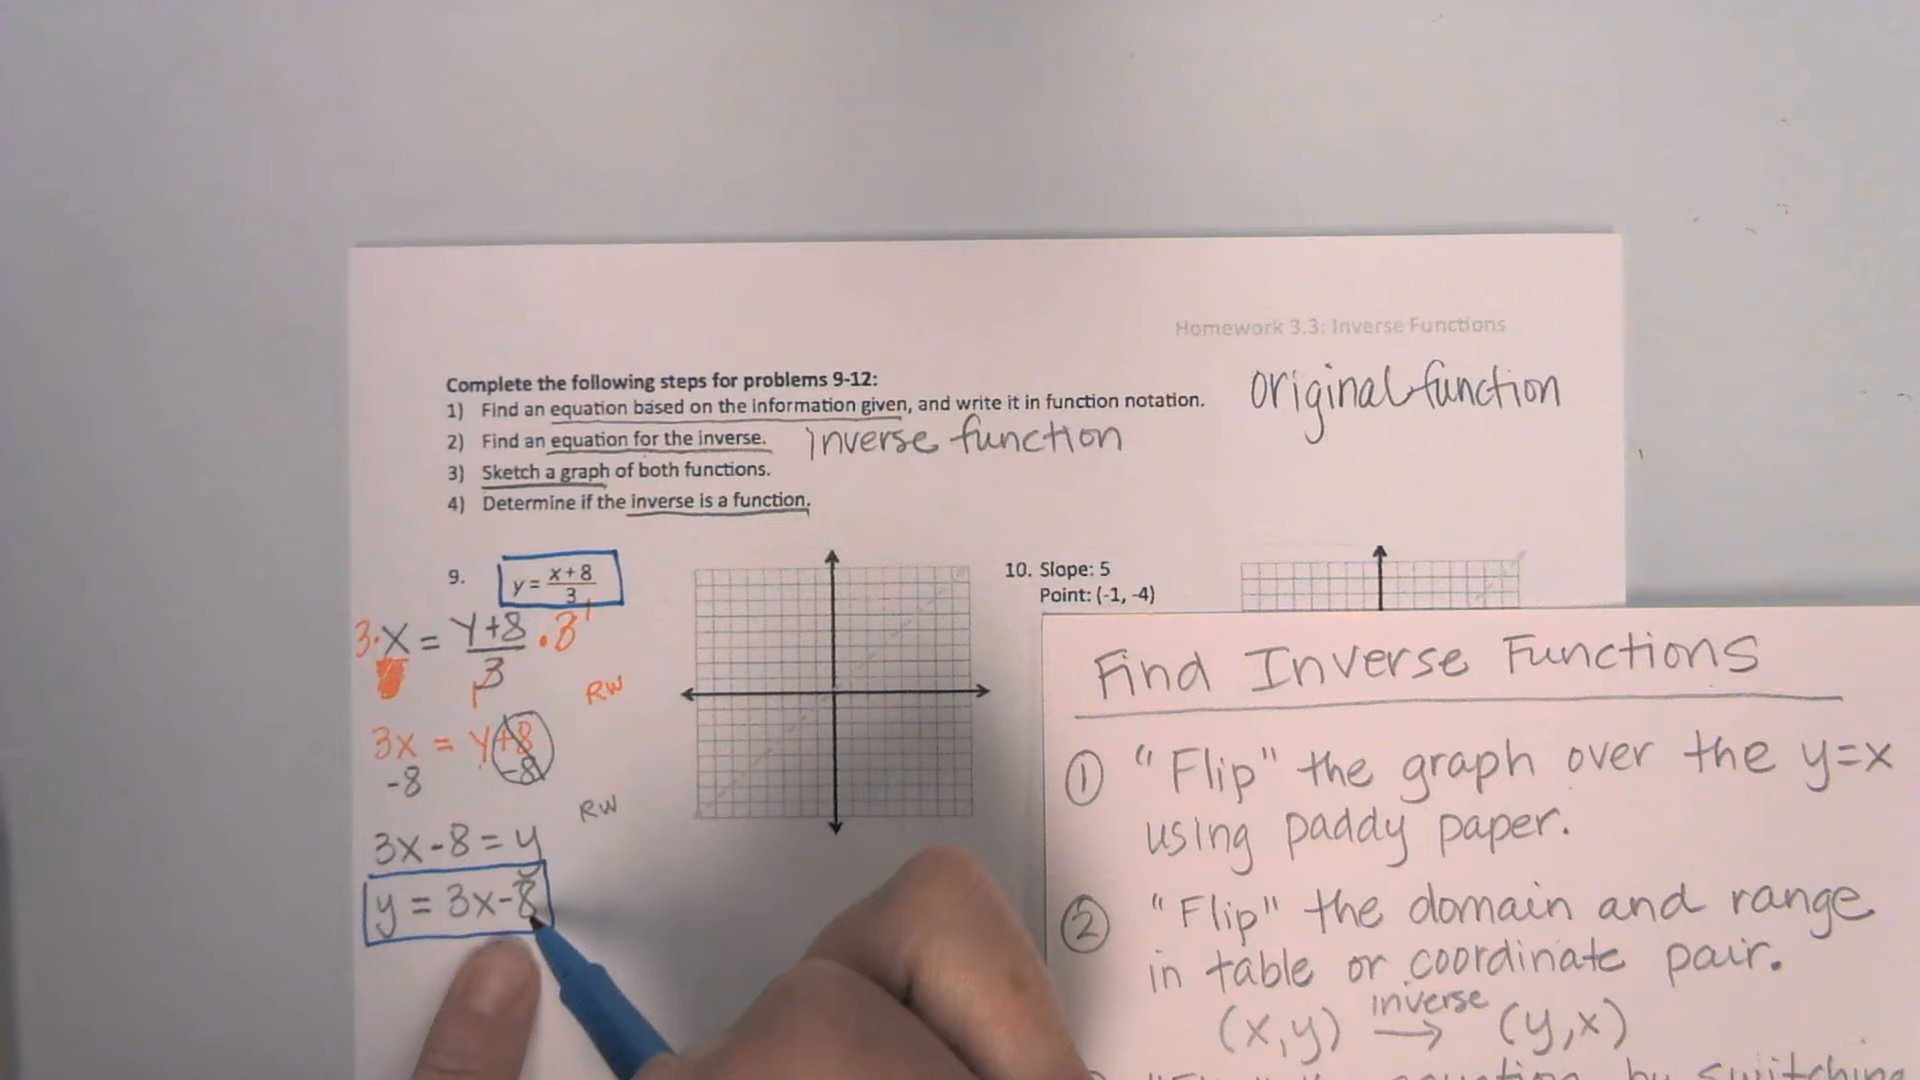 Homework 3.3: Inverse Functions
Complete the following steps for problems 9-12:
1) Find an equation based on the information given, and write it in function notation.
original function
2) Find an equation for the inverse.
inverse function
3) Sketch a graph of both functions.
4) Determine if the inverse is a function.
9. y = x+8 / 3
3·x = y+8 / 3 · 3 1
1
RW
3x = y+8
-8 -8
RW
3x-8 = y
y = 3x-8
10. Slope: 5
Point: (-1, -4)
Find Inverse Functions
① "Flip" the graph over the y=x
using paddy paper.
② "Flip" the domain and range
in table or coordinate pair.
(x,y) inverse → (y,x)
by switching